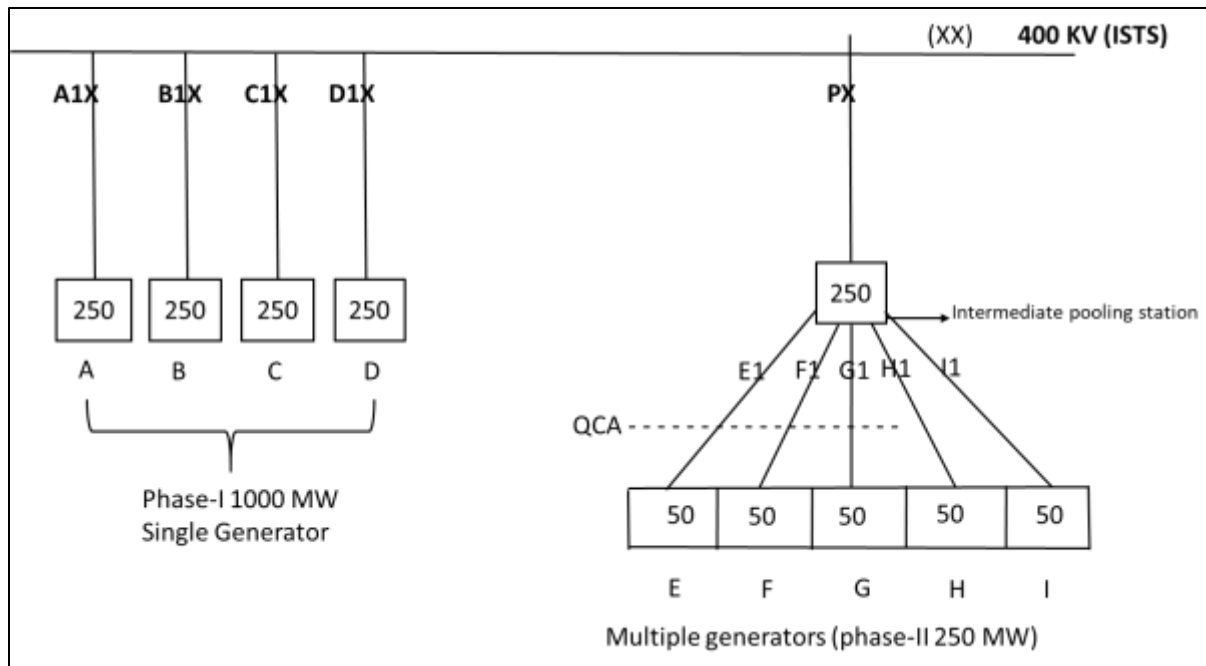 (XX) 400 KV (ISTS)
A1X B1X C1X D1X PX
250 250 250 250
250
Intermediate pooling station
A B C D
E1 F1 G1 H1 I1
QCA
Phase-I 1000 MW
Single Generator
50 50 50 50 50
E F G H I
Multiple generators (phase-II 250 MW)